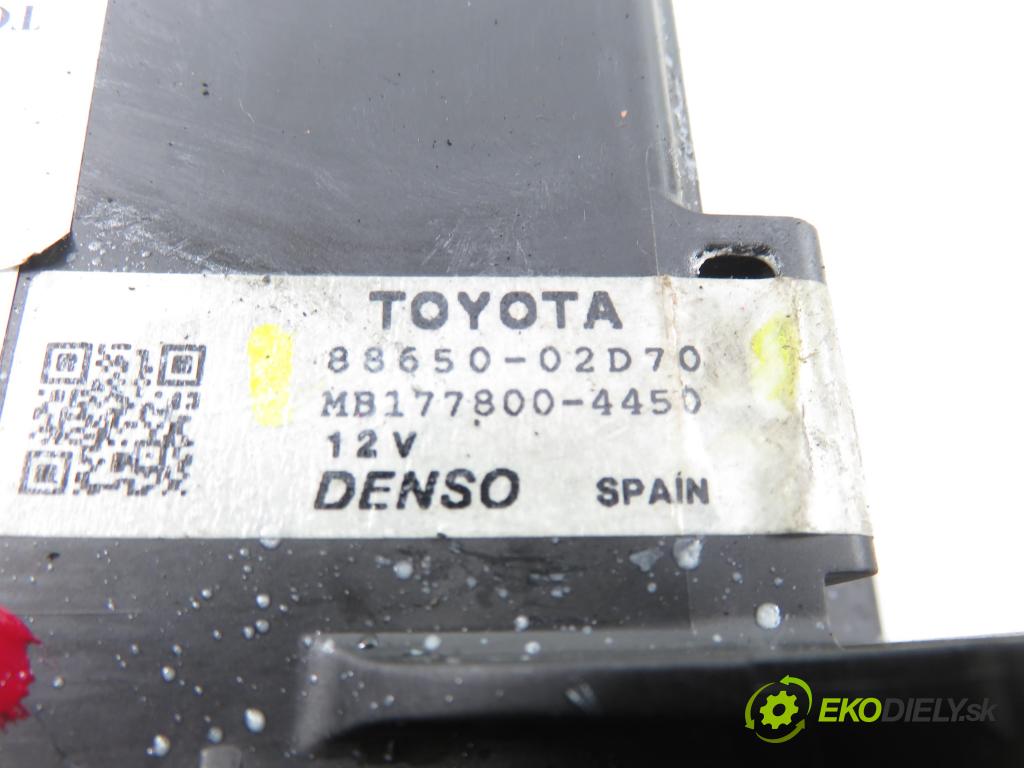 TOYOTA
88650-02D70
MB177800-4450
12V
DENSO SPAIN
EKODIELY.sk